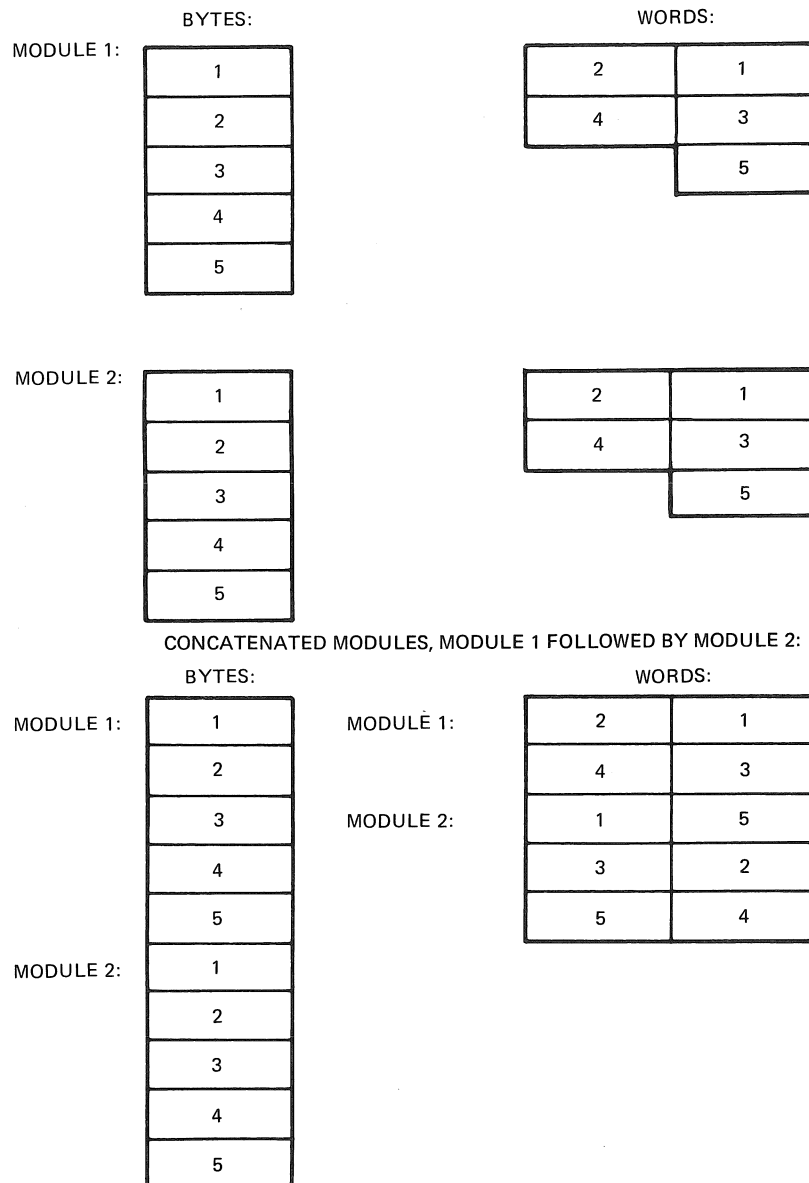 BYTES: WORDS:
MODULE 1:
1 2 1
2 4 3
3 5
4
5
MODULE 2:
1 2 1
2 4 3
3 5
4
5
CONCATENATED MODULES, MODULE 1 FOLLOWED BY MODULE 2:
BYTES: WORDS:
MODULE 1: 1 MODULE 1: 2 1
2 4 3
3 MODULE 2: 1 5
4 3 2
5 5 4
MODULE 2: 1
2
3
4
5